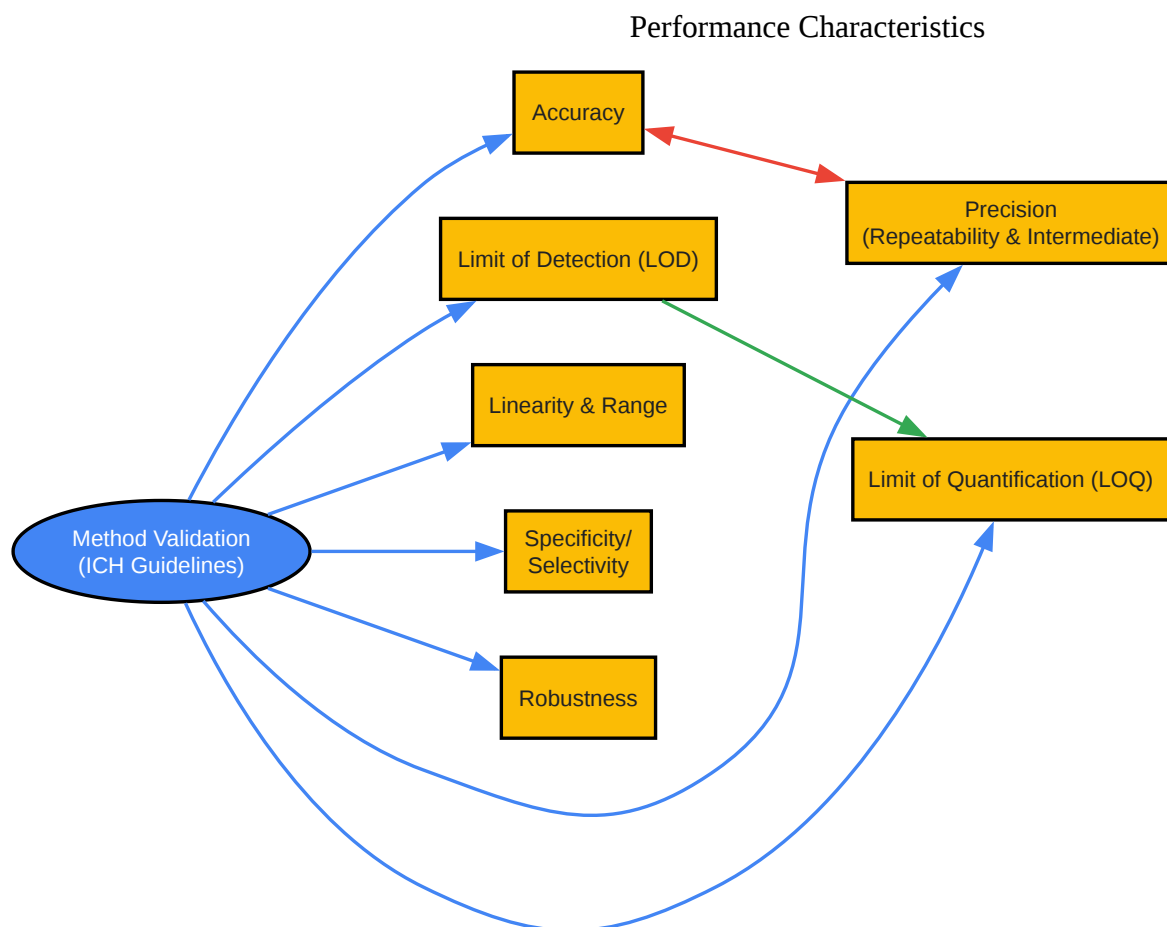 Performance Characteristics
Accuracy
Precision
(Repeatability & Intermediate)
Limit of Detection (LOD)
Linearity & Range
Limit of Quantification (LOQ)
Method Validation
(ICH Guidelines)
Specificity/
Selectivity
Robustness